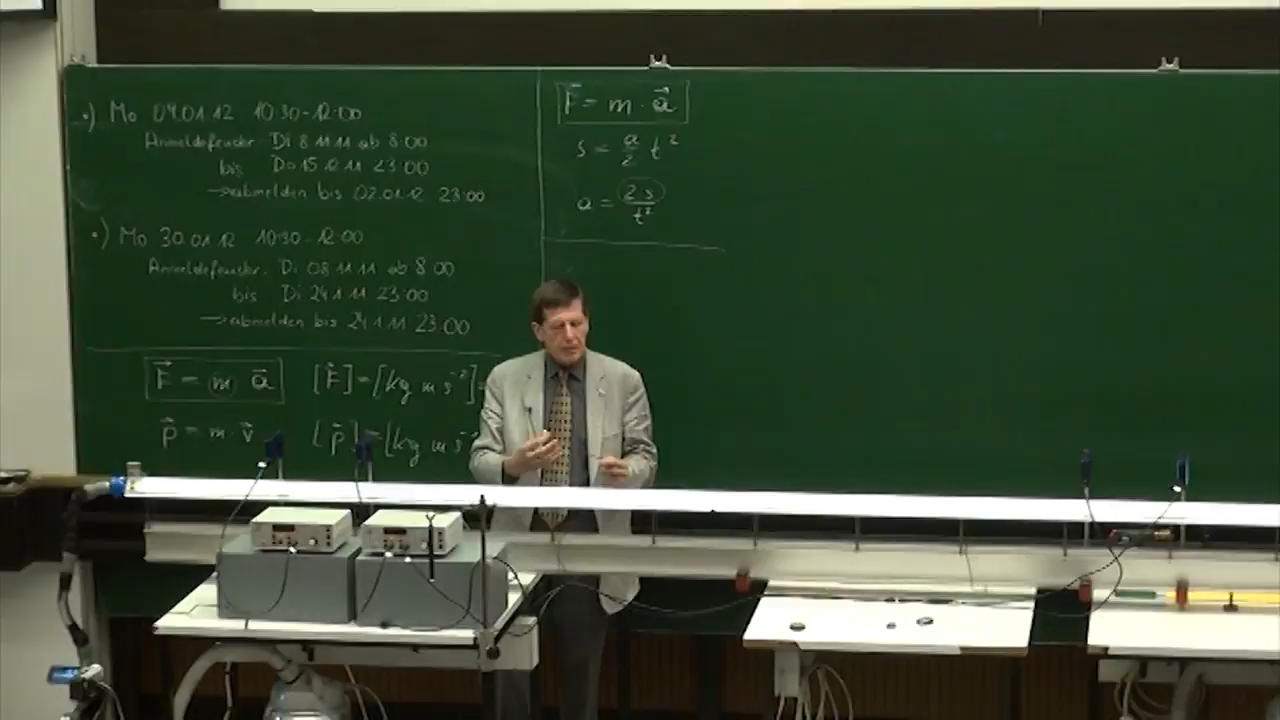 •) Mo 09.01.12 10:30-12:00
Anmeldefenster: Di 8 11 11 ab 8:00
bis Do 15 12 11 23:00
→abmelden bis 02.01.12 23:00
•) Mo 30.01.12 10:30-12:00
Anmeldefenster: Di 08 11 11 ab 8:00
bis Di 24 1 11 23:00
→abmelden bis 24 1 11 23:00
F⃗ = m a⃗ [F⃗]=[kg m s⁻²]=
p⃗ = m·v⃗ [p⃗]=[kg m s⁻
F⃗ = m · a⃗
s = a/2 t²
a = 2s/t²